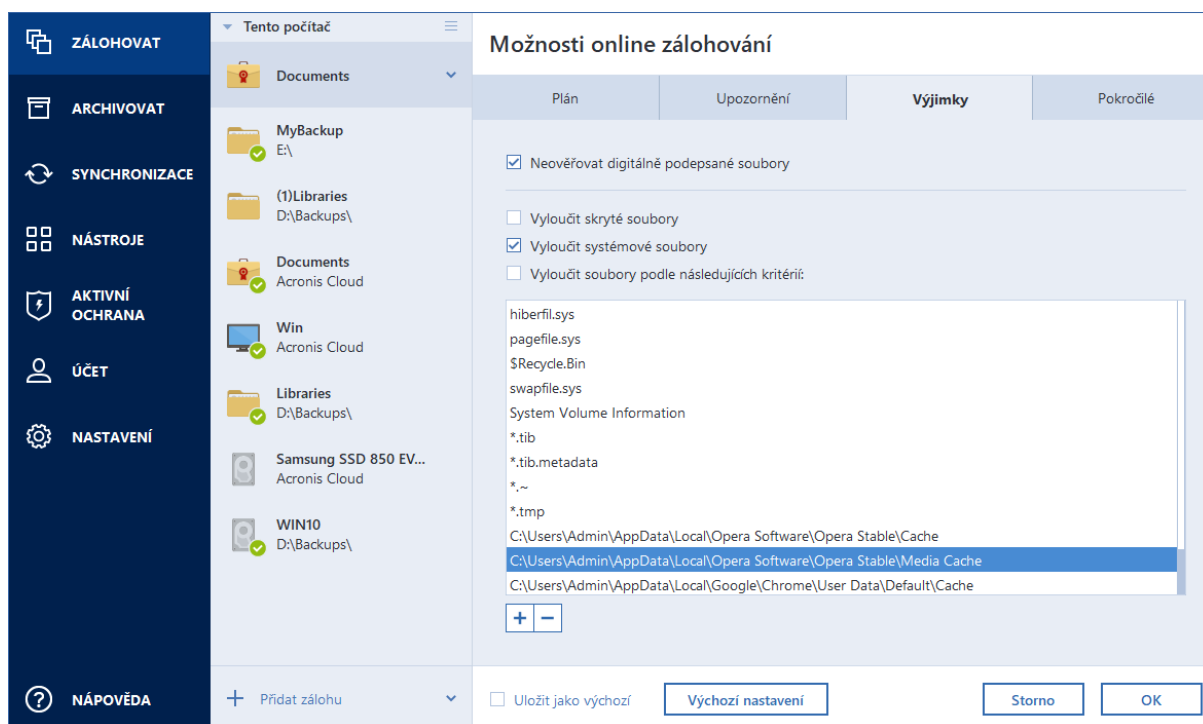 ZÁLOHOVAT
ARCHIVOVAT
SYNCHRONIZACE
NÁSTROJE
AKTIVNÍ
OCHRANA
ÚČET
NASTAVENÍ
NÁPOVĚDA
Tento počítač
Documents
MyBackup
E:\
(1)Libraries
D:\Backups\
Documents
Acronis Cloud
Win
Acronis Cloud
Libraries
D:\Backups\
Samsung SSD 850 EV...
Acronis Cloud
WIN10
D:\Backups\
Přidat zálohu
Možnosti online zálohování
Plán
Upozornění
Výjimky
Pokročilé
Neověřovat digitálně podepsané soubory
Vyloučit skryté soubory
Vyloučit systémové soubory
Vyloučit soubory podle následujících kritérií:
hiberfil.sys
pagefile.sys
$Recycle.Bin
swapfile.sys
System Volume Information
*.tib
*.tib.metadata
*.~
*.tmp
C:\Users\Admin\AppData\Local\Opera Software\Opera Stable\Cache
C:\Users\Admin\AppData\Local\Opera Software\Opera Stable\Media Cache
C:\Users\Admin\AppData\Local\Google\Chrome\User Data\Default\Cache
Uložit jako výchozí
Výchozí nastavení
Storno
OK